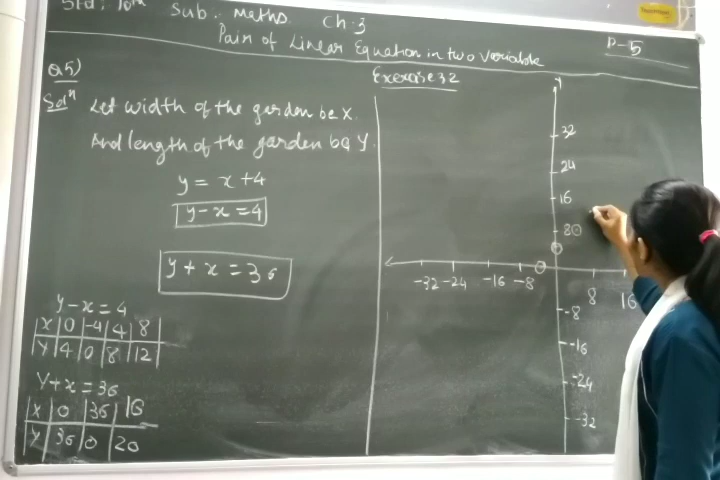 Std: 10th Sub.: Maths. Ch:3
Pair of Linear Equation in two Variable
P-5
Q5)
Exercise 3.2
Solⁿ Let width of the garden be X.
And length of the garden be Y.
y = x +4
y - x = 4
y + x = 36
y - x = 4
X 0 -4 4 8
Y 4 0 8 12
Y + x = 36
X 0 36 16
Y 36 0 20
y
32
24
16
8
-32 -24 -16 -8 8 16
-8
-16
-24
-32